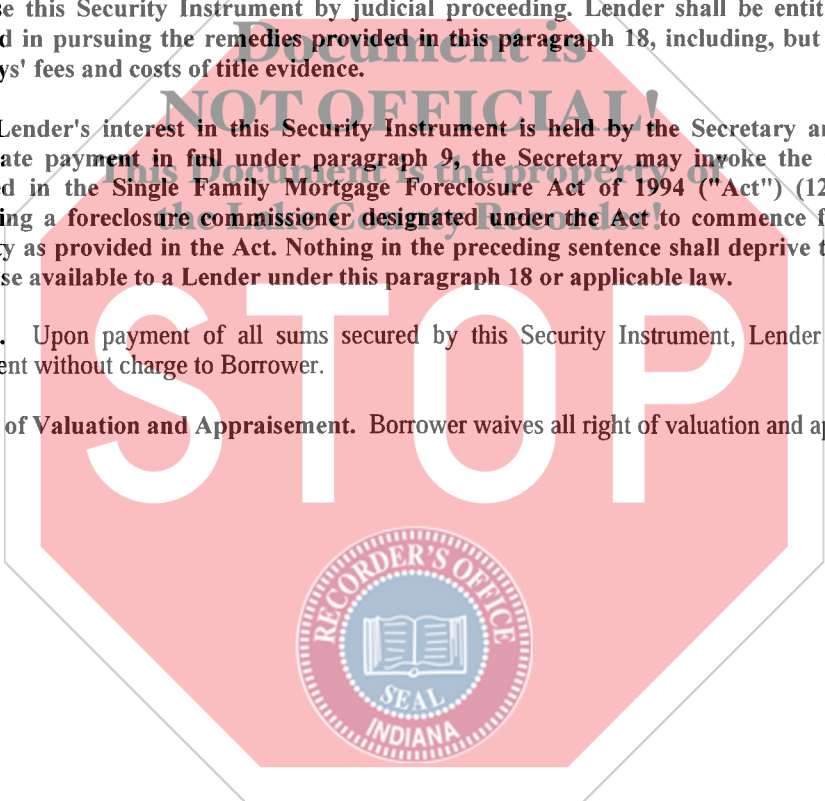 se this Security Instrument by judicial proceeding. Lender shall be entit
d in pursuing the remedies provided in this paragraph 18, including, but
ys' fees and costs of title evidence.
Document is
NOT OFFICIAL!
This Document is the property of
the Lake County Recorder!
Lender's interest in this Security Instrument is held by the Secretary a
ate payment in full under paragraph 9, the Secretary may invoke the
d in the Single Family Mortgage Foreclosure Act of 1994 ("Act") (12
ing a foreclosure commissioner designated under the Act to commence f
y as provided in the Act. Nothing in the preceding sentence shall deprive t
se available to a Lender under this paragraph 18 or applicable law.
. Upon payment of all sums secured by this Security Instrument, Lender
ent without charge to Borrower.
of Valuation and Appraisement. Borrower waives all right of valuation and ap
STOP
RECORDER'S OFFICE
SEAL
INDIANA